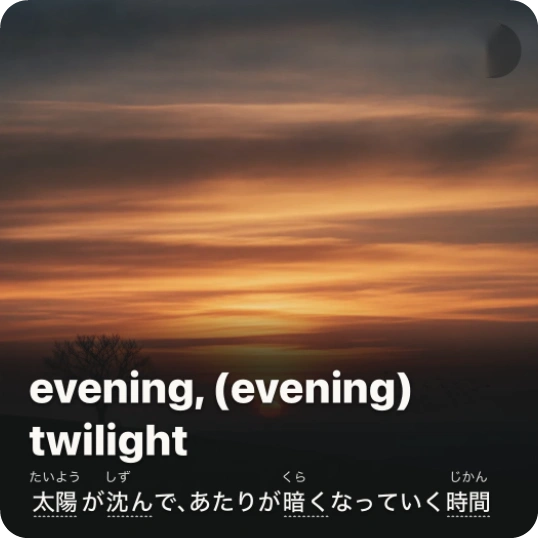 evening, (evening)
twilight
たいよう しず くら じかん
太陽が沈んで、あたりが暗くなっていく時間